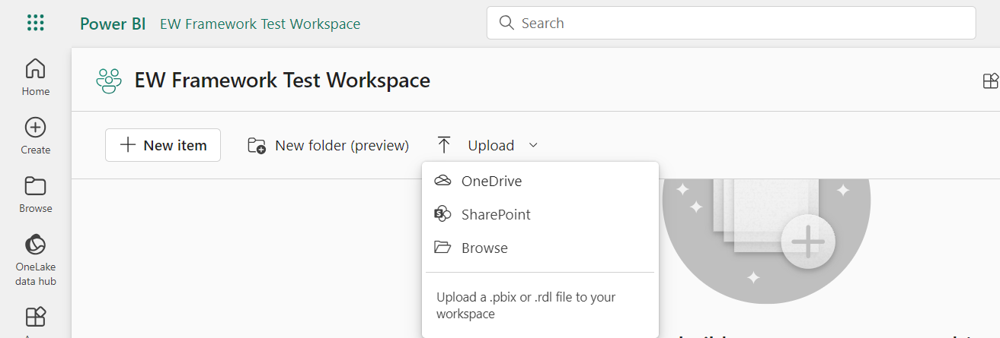 Power BI EW Framework Test Workspace
Search
Home
EW Framework Test Workspace
Create
New item
New folder (preview)
Upload
Browse
OneDrive
SharePoint
Browse
OneLake
data hub
Upload a .pbix or .rdl file to your
workspace